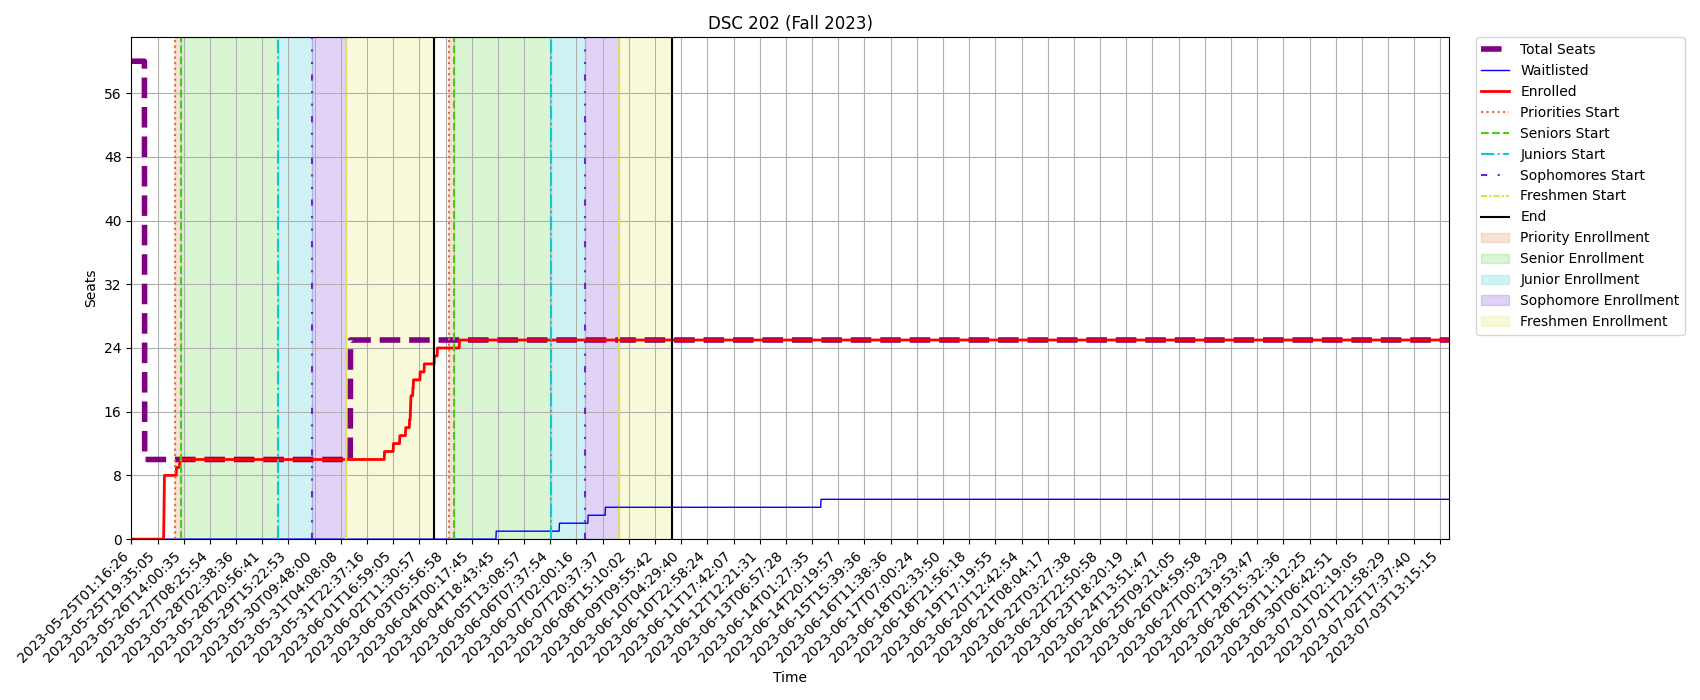 DSC 202 (Fall 2023)
Seats
56
48
40
32
24
16
8
0
2023-05-25T01:16:26
2023-05-25T19:35:05
2023-05-26T14:00:35
2023-05-27T08:25:54
2023-05-28T02:38:36
2023-05-28T20:56:41
2023-05-29T15:22:53
2023-05-30T09:48:00
2023-05-31T04:08:08
2023-05-31T22:37:16
2023-06-01T16:59:05
2023-06-02T11:30:57
2023-06-03T05:56:58
2023-06-04T00:17:45
2023-06-04T18:43:45
2023-06-05T13:08:57
2023-06-06T07:37:54
2023-06-07T02:00:16
2023-06-07T20:37:37
2023-06-08T15:10:02
2023-06-09T09:55:42
2023-06-10T04:29:40
2023-06-10T22:58:24
2023-06-11T17:42:07
2023-06-12T12:21:31
2023-06-13T06:57:28
2023-06-14T01:27:35
2023-06-14T20:19:57
2023-06-15T15:39:36
2023-06-16T11:38:36
2023-06-17T07:00:24
2023-06-18T02:33:50
2023-06-18T21:56:18
2023-06-19T17:19:55
2023-06-20T12:42:54
2023-06-21T08:04:17
2023-06-22T03:27:38
2023-06-22T22:50:58
2023-06-23T18:20:19
2023-06-24T13:51:47
2023-06-25T09:21:05
2023-06-26T04:59:58
2023-06-27T00:23:29
2023-06-27T19:53:47
2023-06-28T15:32:36
2023-06-29T11:12:25
2023-06-30T06:42:51
2023-07-01T02:19:05
2023-07-01T21:58:29
2023-07-02T17:37:40
2023-07-03T13:15:15
Time
Total Seats
Waitlisted
Enrolled
Priorities Start
Seniors Start
Juniors Start
Sophomores Start
Freshmen Start
End
Priority Enrollment
Senior Enrollment
Junior Enrollment
Sophomore Enrollment
Freshmen Enrollment